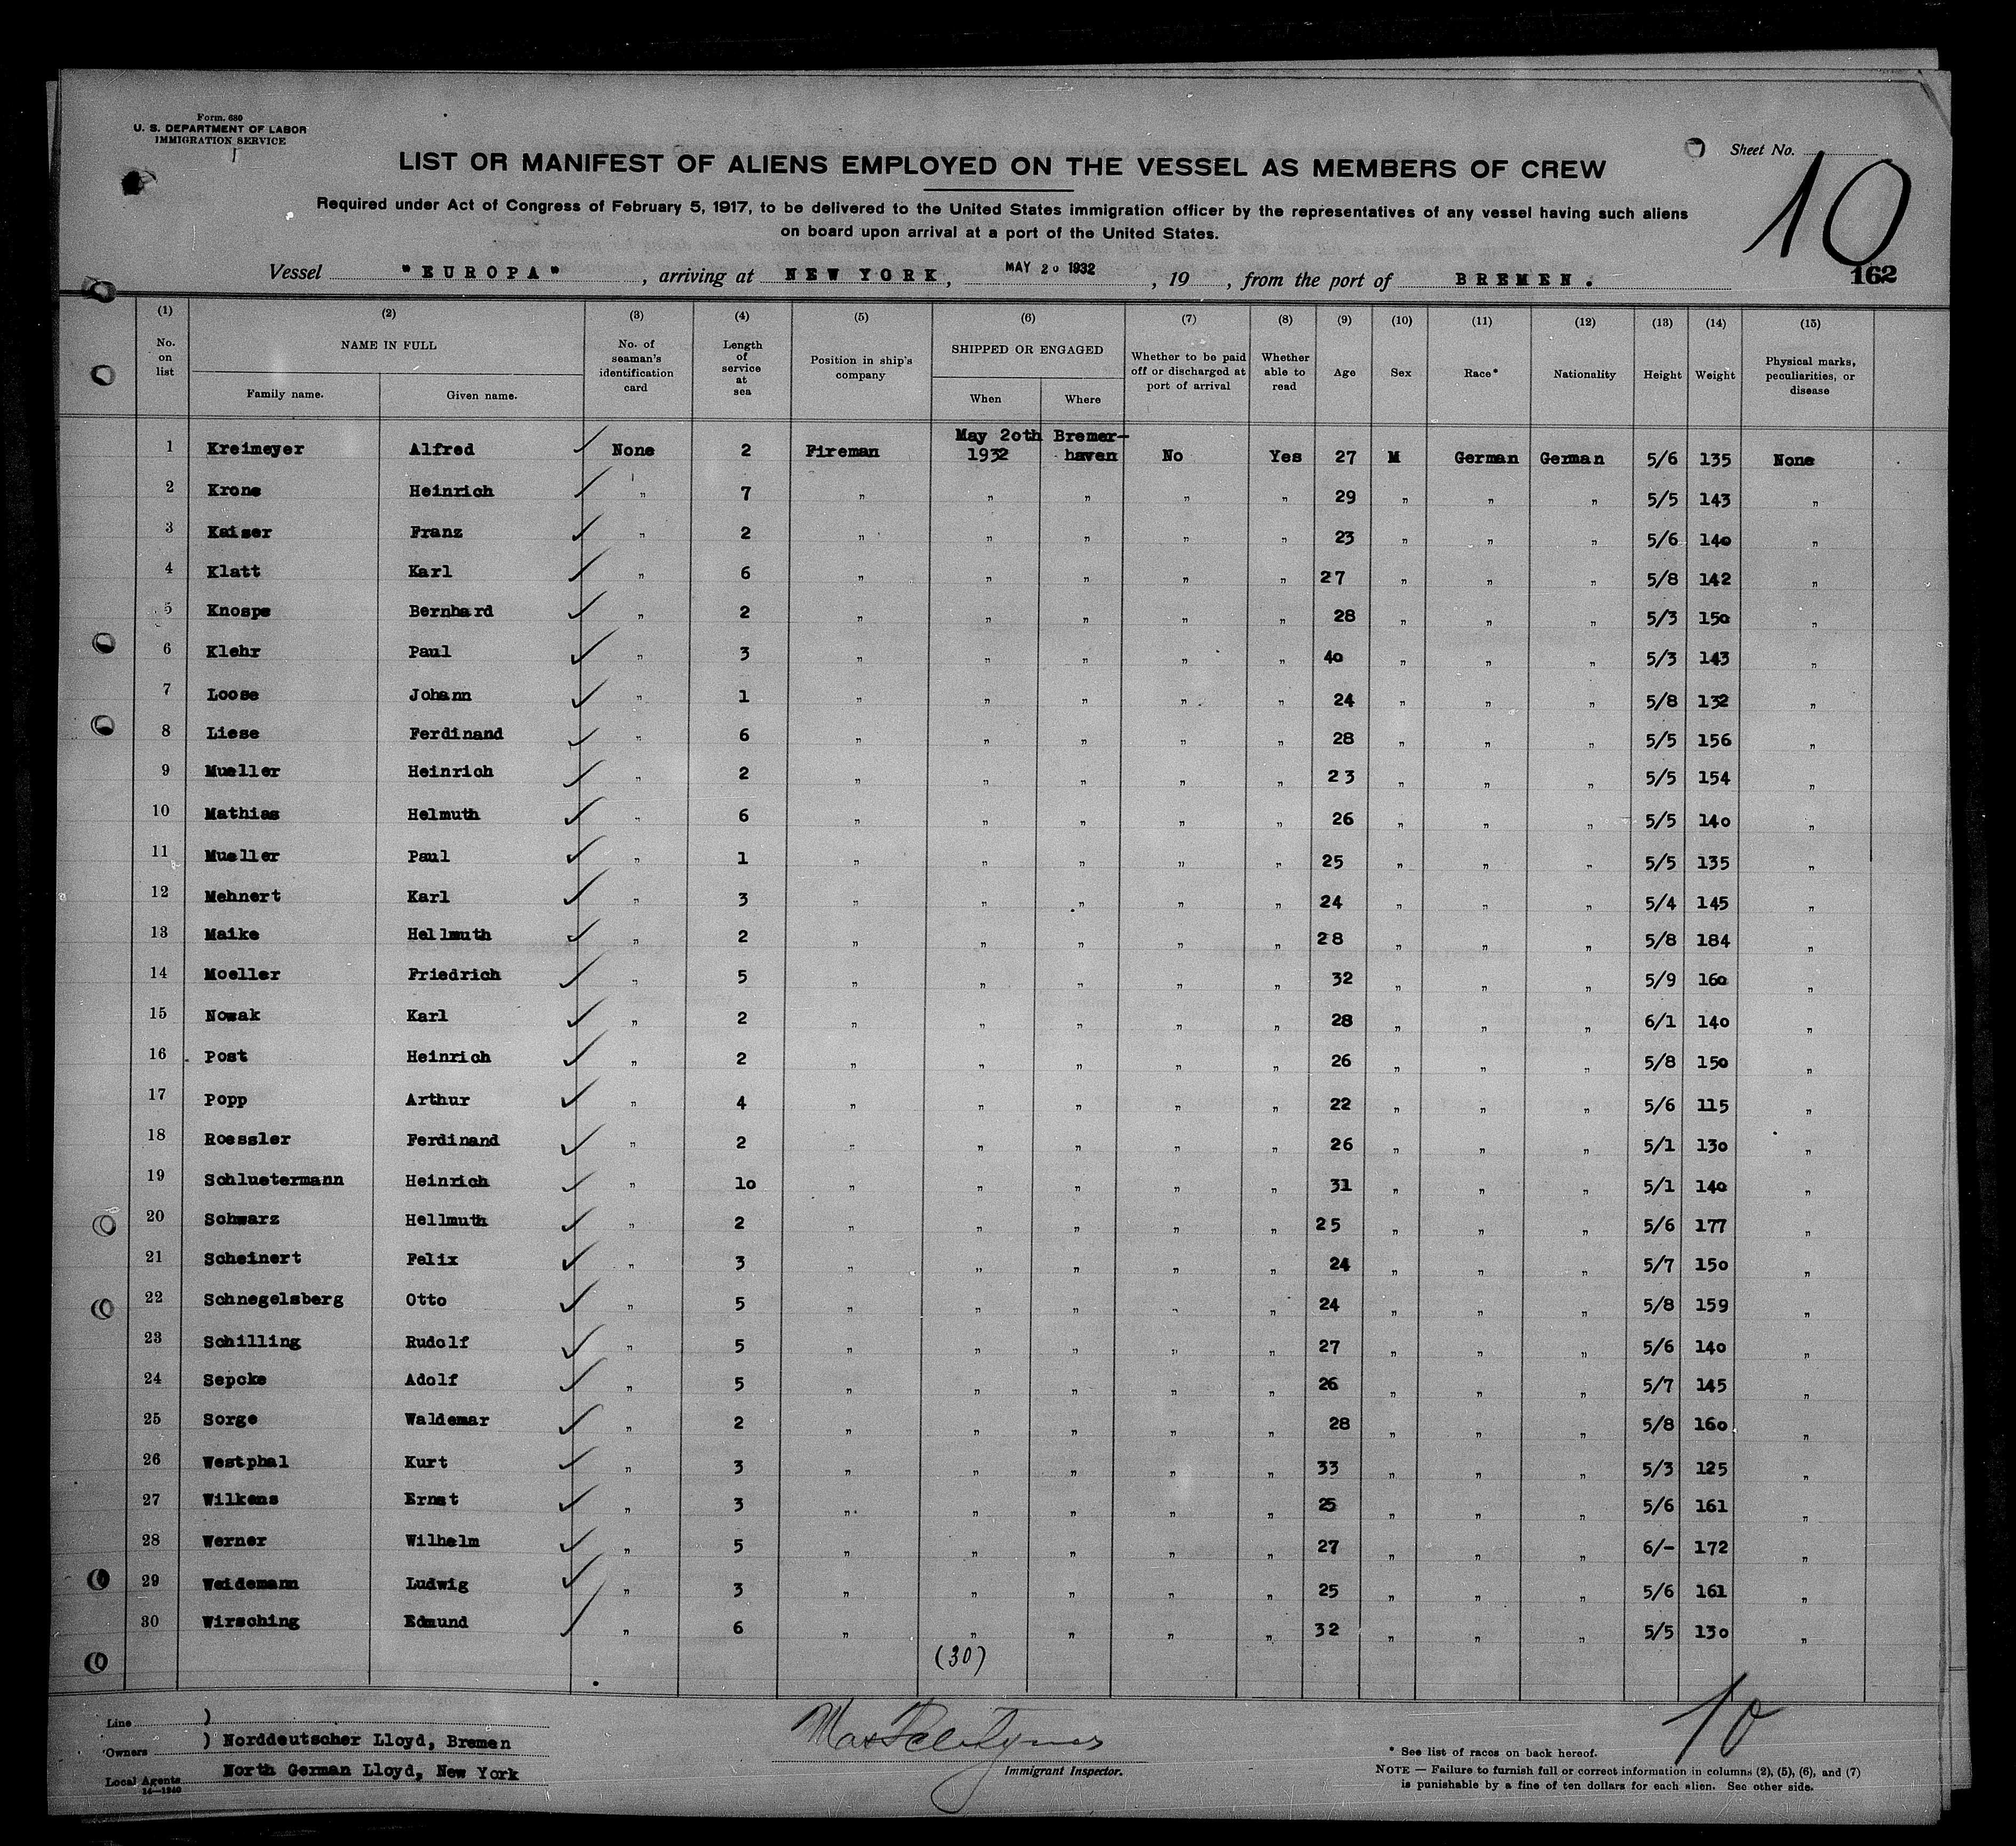 Form. 680
U. S. DEPARTMENT OF LABOR
IMMIGRATION SERVICE
LIST OR MANIFEST OF ALIENS EMPLOYED ON THE VESSEL AS MEMBERS OF CREW
Sheet No. 10
Required under Act of Congress of February 5, 1917, to be delivered to the United States immigration officer by the representatives of any vessel having such aliens
on board upon arrival at a port of the United States.
Vessel "EUROPA", arriving at NEW YORK, MAY 20 1932, 19 , from the port of BREMEN.
162
(1) (2) (3) (4) (5) (6) (7) (8) (9) (10) (11) (12) (13) (14) (15)
No. on list NAME IN FULL Family name. Given name. No. of seaman's identification card Length of service at sea Position in ship's company SHIPPED OR ENGAGED When Where Whether to be paid off or discharged at port of arrival Whether able to read Age Sex Race* Nationality Height Weight Physical marks, peculiarities, or disease
1 Kreimeyer Alfred ✓ None 2 Fireman May 20th 1932 Bremer-haven No Yes 27 M German German 5/6 135 None
2 Krone Heinrich ✓ " 7 " " " " " 29 " " " 5/5 143 "
3 Kaiser Franz ✓ " 2 " " " " " 23 " " " 5/6 140 "
4 Klatt Karl ✓ " 6 " " " " " 27 " " " 5/8 142 "
5 Knospe Bernhard ✓ " 2 " " " " " 28 " " " 5/3 150 "
6 Klehr Paul ✓ " 3 " " " " " 40 " " " 5/3 143 "
7 Loose Johann ✓ " 1 " " " " " 24 " " " 5/8 132 "
8 Liese Ferdinand ✓ " 6 " " " " " 28 " " " 5/5 156 "
9 Mueller Heinrich ✓ " 2 " " " " " 23 " " " 5/5 154 "
10 Mathias Helmuth ✓ " 6 " " " " " 26 " " " 5/5 140 "
11 Mueller Paul ✓ " 1 " " " " " 25 " " " 5/5 135 "
12 Mehnert Karl ✓ " 3 " " " " " 24 " " " 5/4 145 "
13 Maike Hellmuth ✓ " 2 " " " " " 28 " " " 5/8 184 "
14 Moeller Friedrich ✓ " 5 " " " " " 32 " " " 5/9 160 "
15 Nowak Karl ✓ " 2 " " " " " 28 " " " 6/1 140 "
16 Post Heinrich ✓ " 2 " " " " " 26 " " " 5/8 150 "
17 Popp Arthur ✓ " 4 " " " " " 22 " " " 5/6 115 "
18 Roessler Ferdinand ✓ " 2 " " " " " 26 " " " 5/1 130 "
19 Schluetermann Heinrich ✓ " 10 " " " " " 31 " " " 5/1 140 "
20 Schwarz Hellmuth ✓ " 2 " " " " " 25 " " " 5/6 177 "
21 Scheinert Felix ✓ " 3 " " " " " 24 " " " 5/7 150 "
22 Schnegelsberg Otto ✓ " 5 " " " " " 24 " " " 5/8 159 "
23 Schilling Rudolf ✓ " 5 " " " " " 27 " " " 5/6 140 "
24 Sepcke Adolf ✓ " 5 " " " " " 26 " " " 5/7 145 "
25 Sorge Waldemar ✓ " 2 " " " " " 28 " " " 5/8 160 "
26 Westphal Kurt ✓ " 3 " " " " " 33 " " " 5/3 125 "
27 Wilkens Ernst ✓ " 3 " " " " " 25 " " " 5/6 161 "
28 Werner Wilhelm ✓ " 5 " " " " " 27 " " " 6/- 172 "
29 Weidemann Ludwig ✓ " 3 " " " " " 25 " " " 5/6 161 "
30 Wirsching Edmund ✓ " 6 " " " " " 32 " " " 5/5 130 "
(30)
10
Line )
Owners ) Norddeutscher Lloyd, Bremen
Local Agents North German Lloyd, New York
14—1240
Immigrant Inspector.
* See list of races on back hereof.
NOTE — Failure to furnish full or correct information in columns (2), (5), (6), and (7)
is punishable by a fine of ten dollars for each alien. See other side.